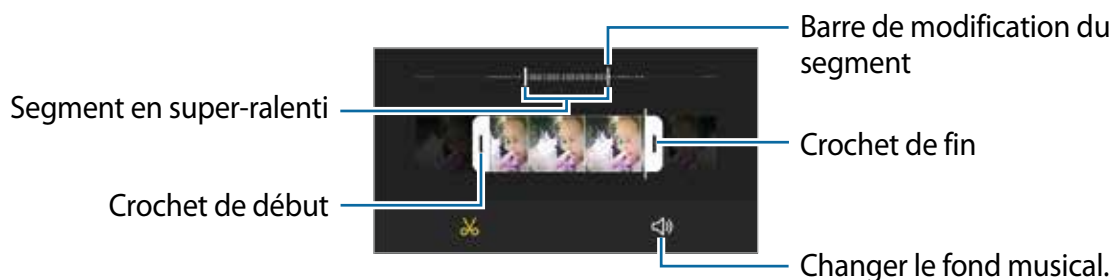 Barre de modification du
segment
Segment en super-ralenti
Crochet de fin
Crochet de début
Changer le fond musical.